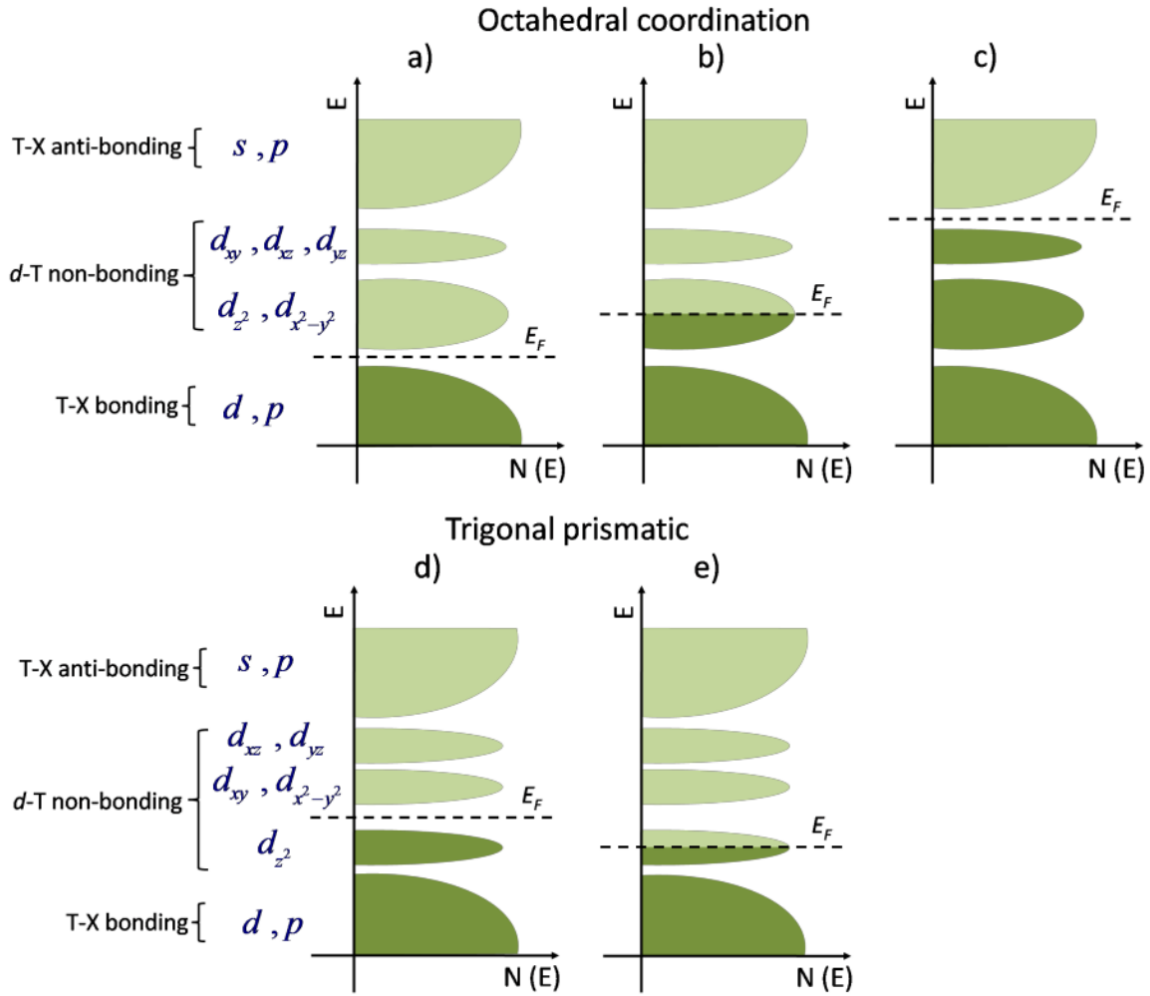 Octahedral coordination
a) b) c)
E E E
T-X anti-bonding { s , p
E_F
d-T non-bonding { d_xy , d_xz , d_yz
d_z² , d_x²−y²
E_F
E_F
T-X bonding { d , p
N (E) N (E) N (E)
Trigonal prismatic
d) e)
E E
T-X anti-bonding { s , p
d_xz , d_yz
d-T non-bonding { d_xy , d_x²−y²
E_F
E_F
d_z²
T-X bonding { d , p
N (E) N (E)